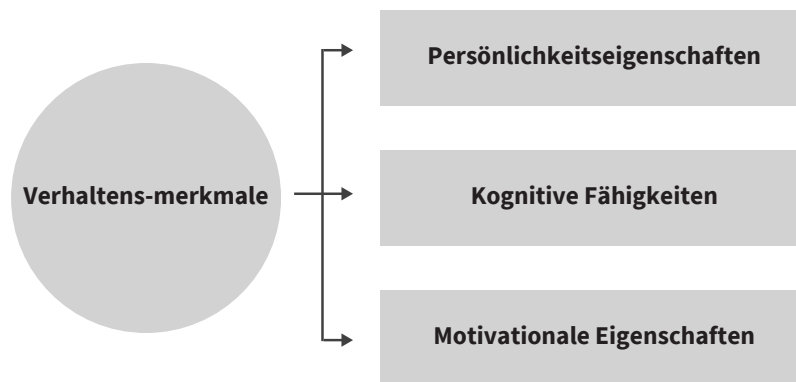 Persönlichkeitseigenschaften
Verhaltens-merkmale
Kognitive Fähigkeiten
Motivationale Eigenschaften